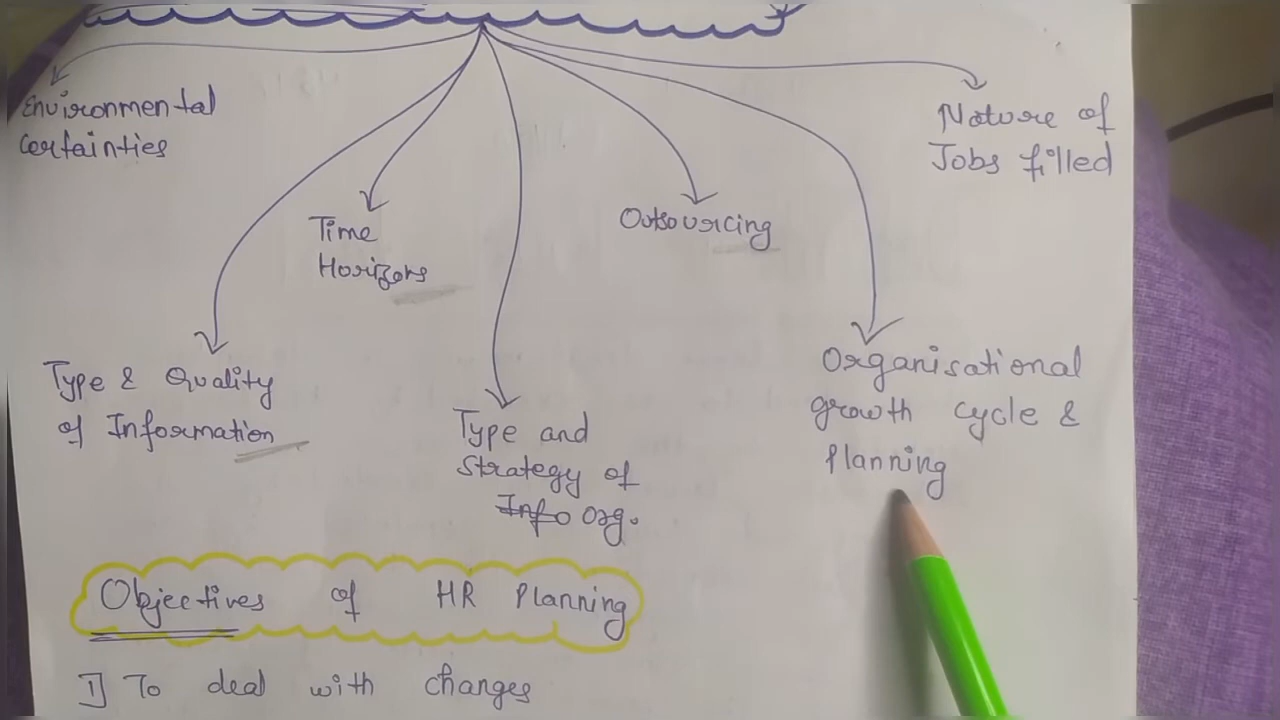 Environmental
Certainties
Nature of
Jobs filled
Time
Horizons
Outsourcing
Type & Quality
of Information
Type and
Strategy of
Info Org.
Organisational
growth cycle &
Planning
Objectives of HR Planning
1] To deal with changes